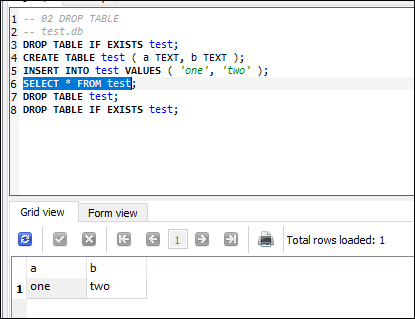 1 -- 02 DROP TABLE
2 -- test.db
3 DROP TABLE IF EXISTS test;
4 CREATE TABLE test ( a TEXT, b TEXT );
5 INSERT INTO test VALUES ( 'one', 'two' );
6 SELECT * FROM test;
7 DROP TABLE test;
8 DROP TABLE IF EXISTS test;
Grid view Form view
1 Total rows loaded: 1
a b
1 one two